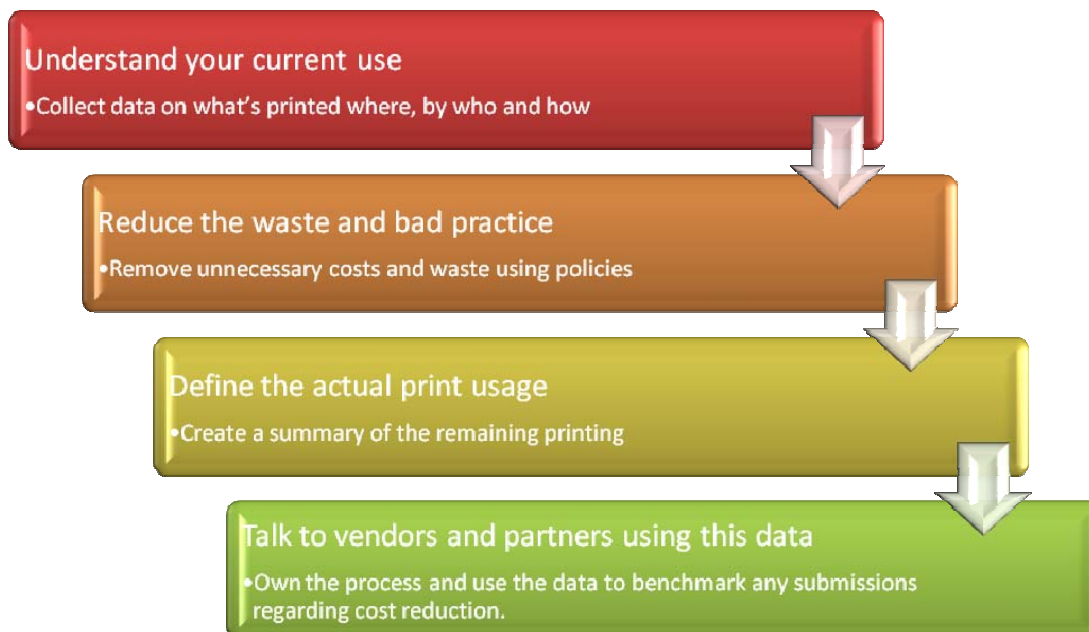 Understand your current use
•Collect data on what's printed where, by who and how
Reduce the waste and bad practice
•Remove unnecessary costs and waste using policies
Define the actual print usage
•Create a summary of the remaining printing
Talk to vendors and partners using this data
•Own the process and use the data to benchmark any submissions
regarding cost reduction.